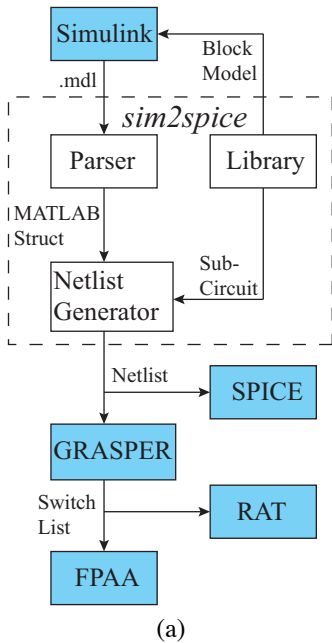 Simulink
Block
Model
.mdl
sim2spice
Parser
Library
MATLAB
Struct
Sub-
Circuit
Netlist
Generator
Netlist
SPICE
GRASPER
Switch
List
RAT
FPAA
(a)